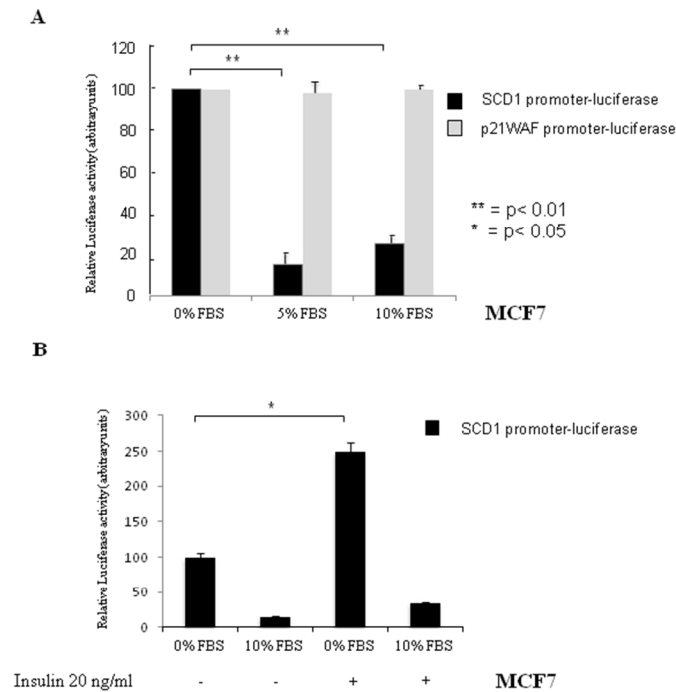 A
Relative Luciferase activity (arbitraryunits)
120
100
80
60
40
20
0
**
**
0% FBS 5% FBS 10% FBS
SCD1 promoter-luciferase
p21WAF promoter-luciferase
** = p< 0.01
* = p< 0.05
MCF7
B
Relative Luciferase activity (arbitraryunits)
300
250
200
150
100
50
0
*
SCD1 promoter-luciferase
0%FBS 10%FBS 0%FBS 10%FBS
Insulin 20 ng/ml - - + + MCF7